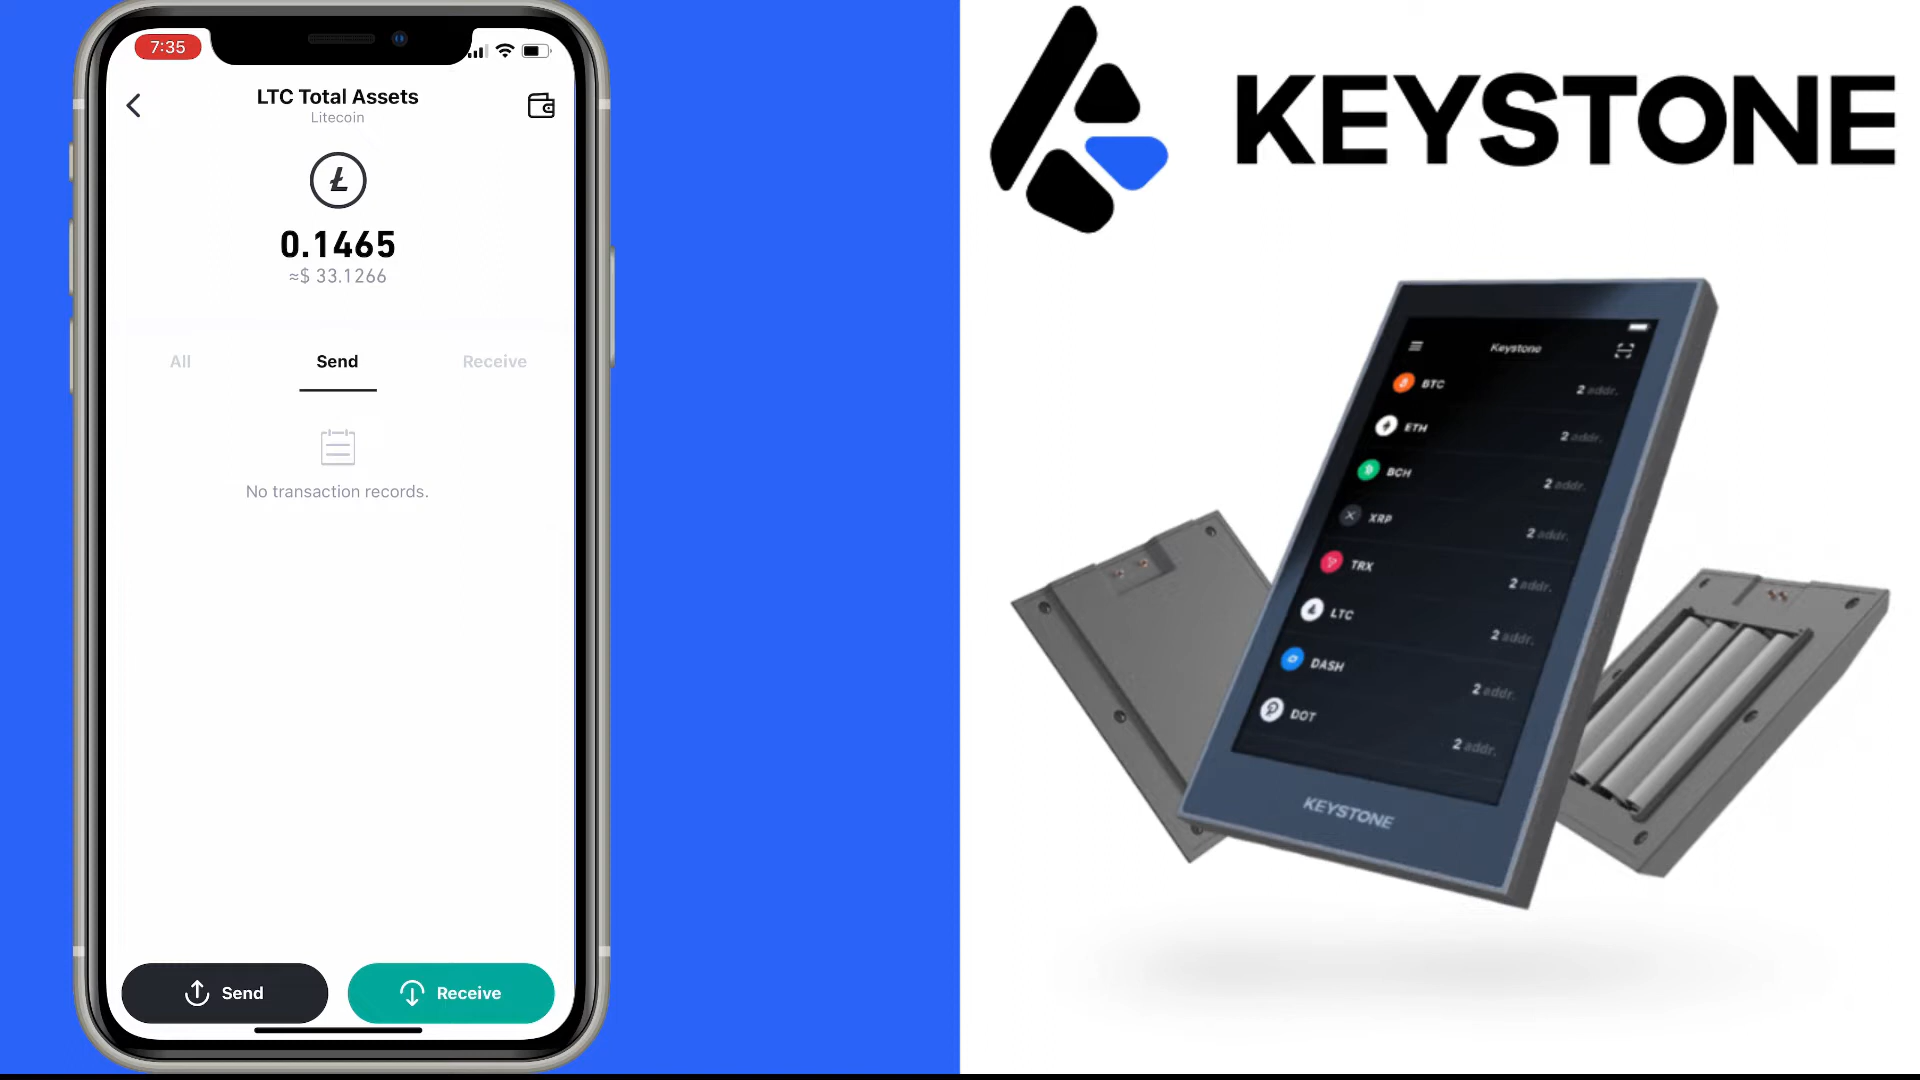 7:35
LTC Total Assets
Litecoin
0.1465
≈$ 33.1266
All Send Receive
No transaction records.
Send Receive
KEYSTONE
Keystone
BTC 2 addr.
ETH 2 addr.
BCH 2 addr.
XRP 2 addr.
TRX 2 addr.
LTC 2 addr.
DASH 2 addr.
DOT 2 addr.
KEYSTONE